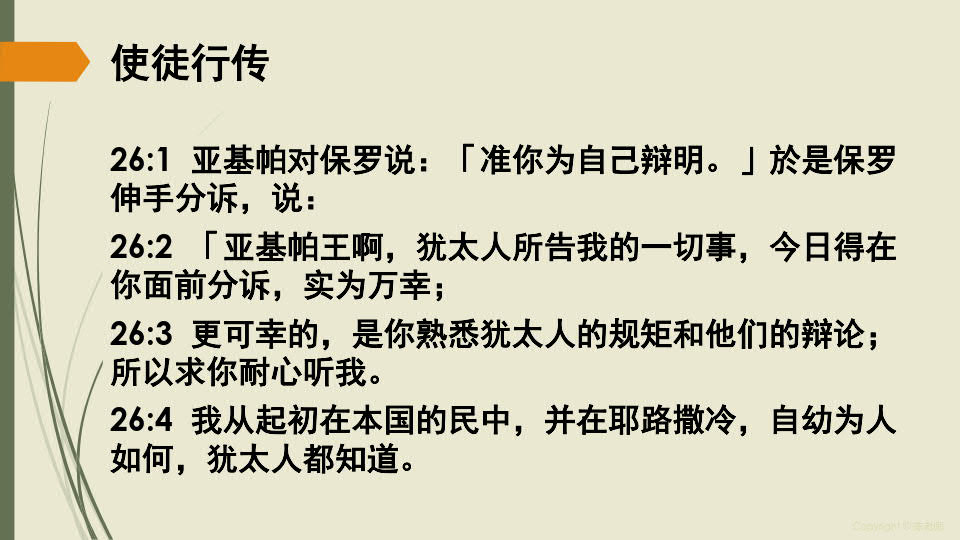 使徒行传
26:1 亚基帕对保罗说：「准你为自己辩明。」於是保罗
伸手分诉，说：
26:2 「亚基帕王啊，犹太人所告我的一切事，今日得在
你面前分诉，实为万幸；
26:3 更可幸的，是你熟悉犹太人的规矩和他们的辩论；
所以求你耐心听我。
26:4 我从起初在本国的民中，并在耶路撒冷，自幼为人
如何，犹太人都知道。